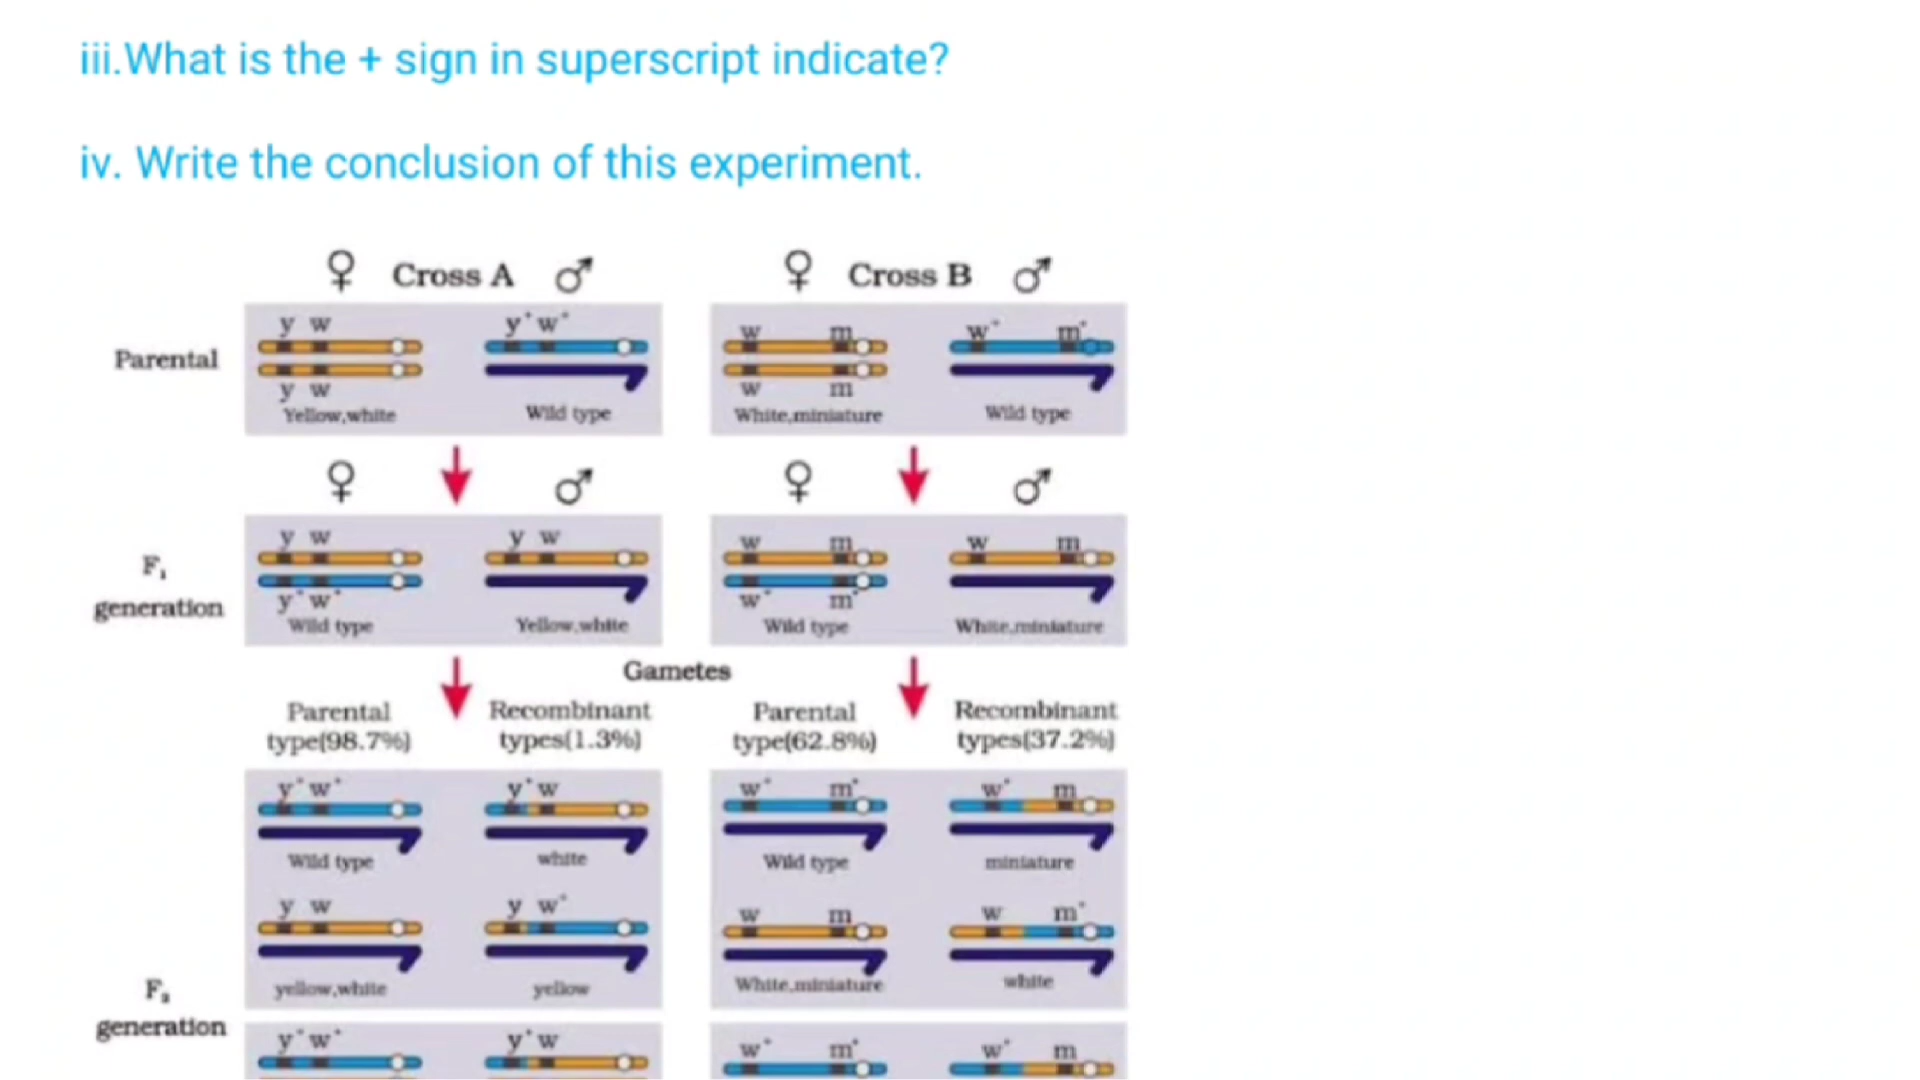 iii.What is the + sign in superscript indicate?
iv. Write the conclusion of this experiment.
♀ Cross A ♂
♀ Cross B ♂
Parental
y w
y⁺w⁺
y w
Yellow,white
Wild type
w m
w⁺ m⁺
w m
White,miniature
Wild type
♀ ♂
♀ ♂
F₁
generation
y w
y w
y⁺w⁺
Wild type
Yellow,white
w m
w m
w⁺ m⁺
Wild type
White,miniature
Gametes
Parental
type(98.7%)
Recombinant
types(1.3%)
Parental
type(62.8%)
Recombinant
types(37.2%)
F₂
generation
y⁺w⁺
y⁺w
Wild type
white
y w
y w⁺
yellow,white
yellow
w⁺ m⁺
w⁺ m
Wild type
miniature
w m
w m⁺
White,miniature
white
y⁺w⁺
y⁺w
w⁺ m⁺
w⁺ m